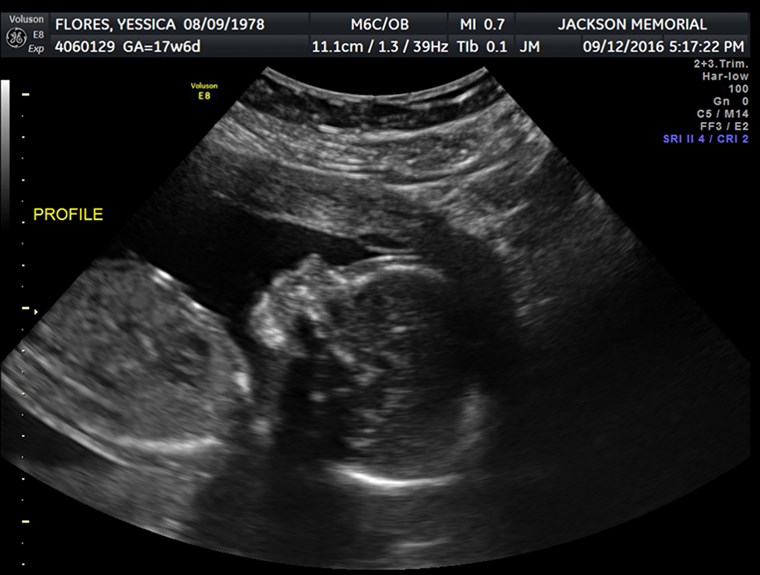 Voluson
E8
Exp
FLORES, YESSICA 08/09/1978
M6C/OB
MI 0.7
JACKSON MEMORIAL
4060129 GA=17w6d
11.1cm / 1.3 / 39Hz
TIb 0.1
JM
09/12/2016 5:17:22 PM
2+3.Trim.
Har-low
100
Gn 0
C5 / M14
FF3 / E2
SRI II 4 / CRI 2
Voluson
E8
PROFILE